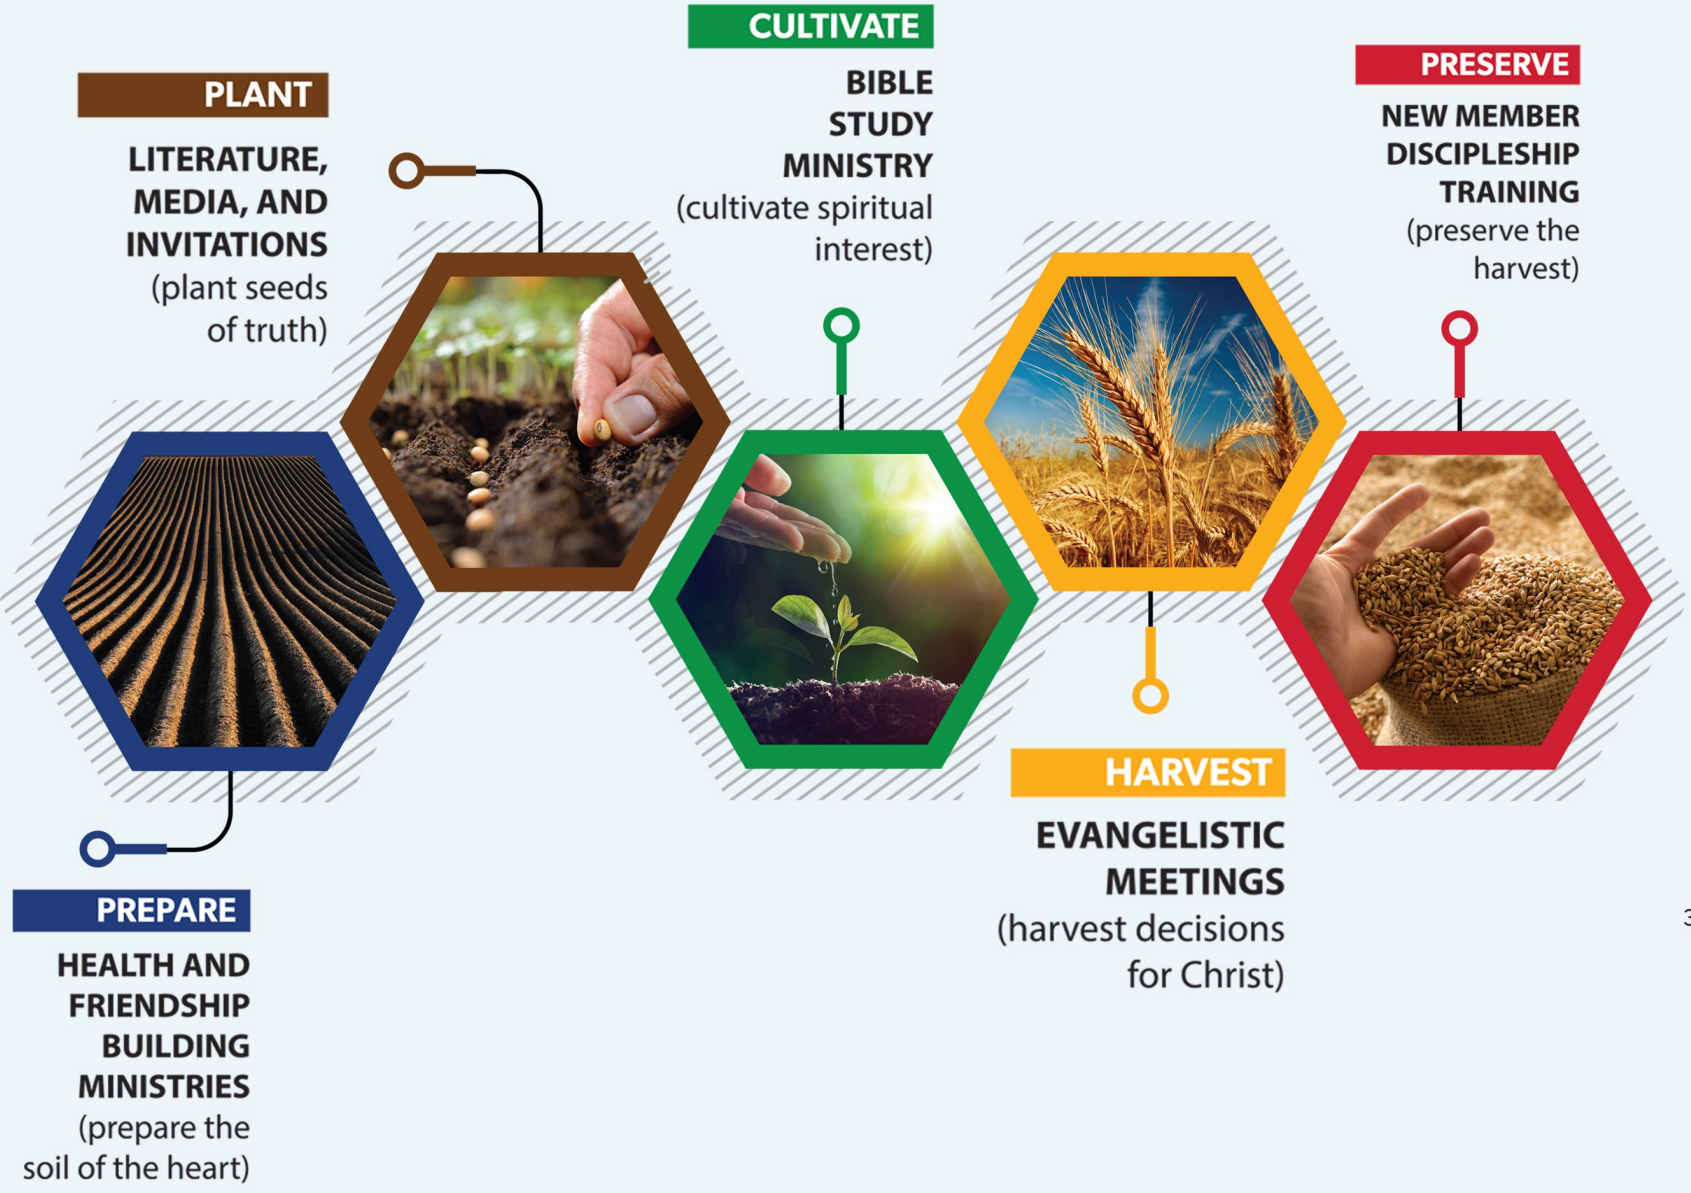 PREPARE
HEALTH AND
FRIENDSHIP
BUILDING
MINISTRIES
(prepare the
soil of the heart)
PLANT
LITERATURE,
MEDIA, AND
INVITATIONS
(plant seeds
of truth)
CULTIVATE
BIBLE
STUDY
MINISTRY
(cultivate spiritual
interest)
HARVEST
EVANGELISTIC
MEETINGS
(harvest decisions
for Christ)
PRESERVE
NEW MEMBER
DISCIPLESHIP
TRAINING
(preserve the
harvest)
3